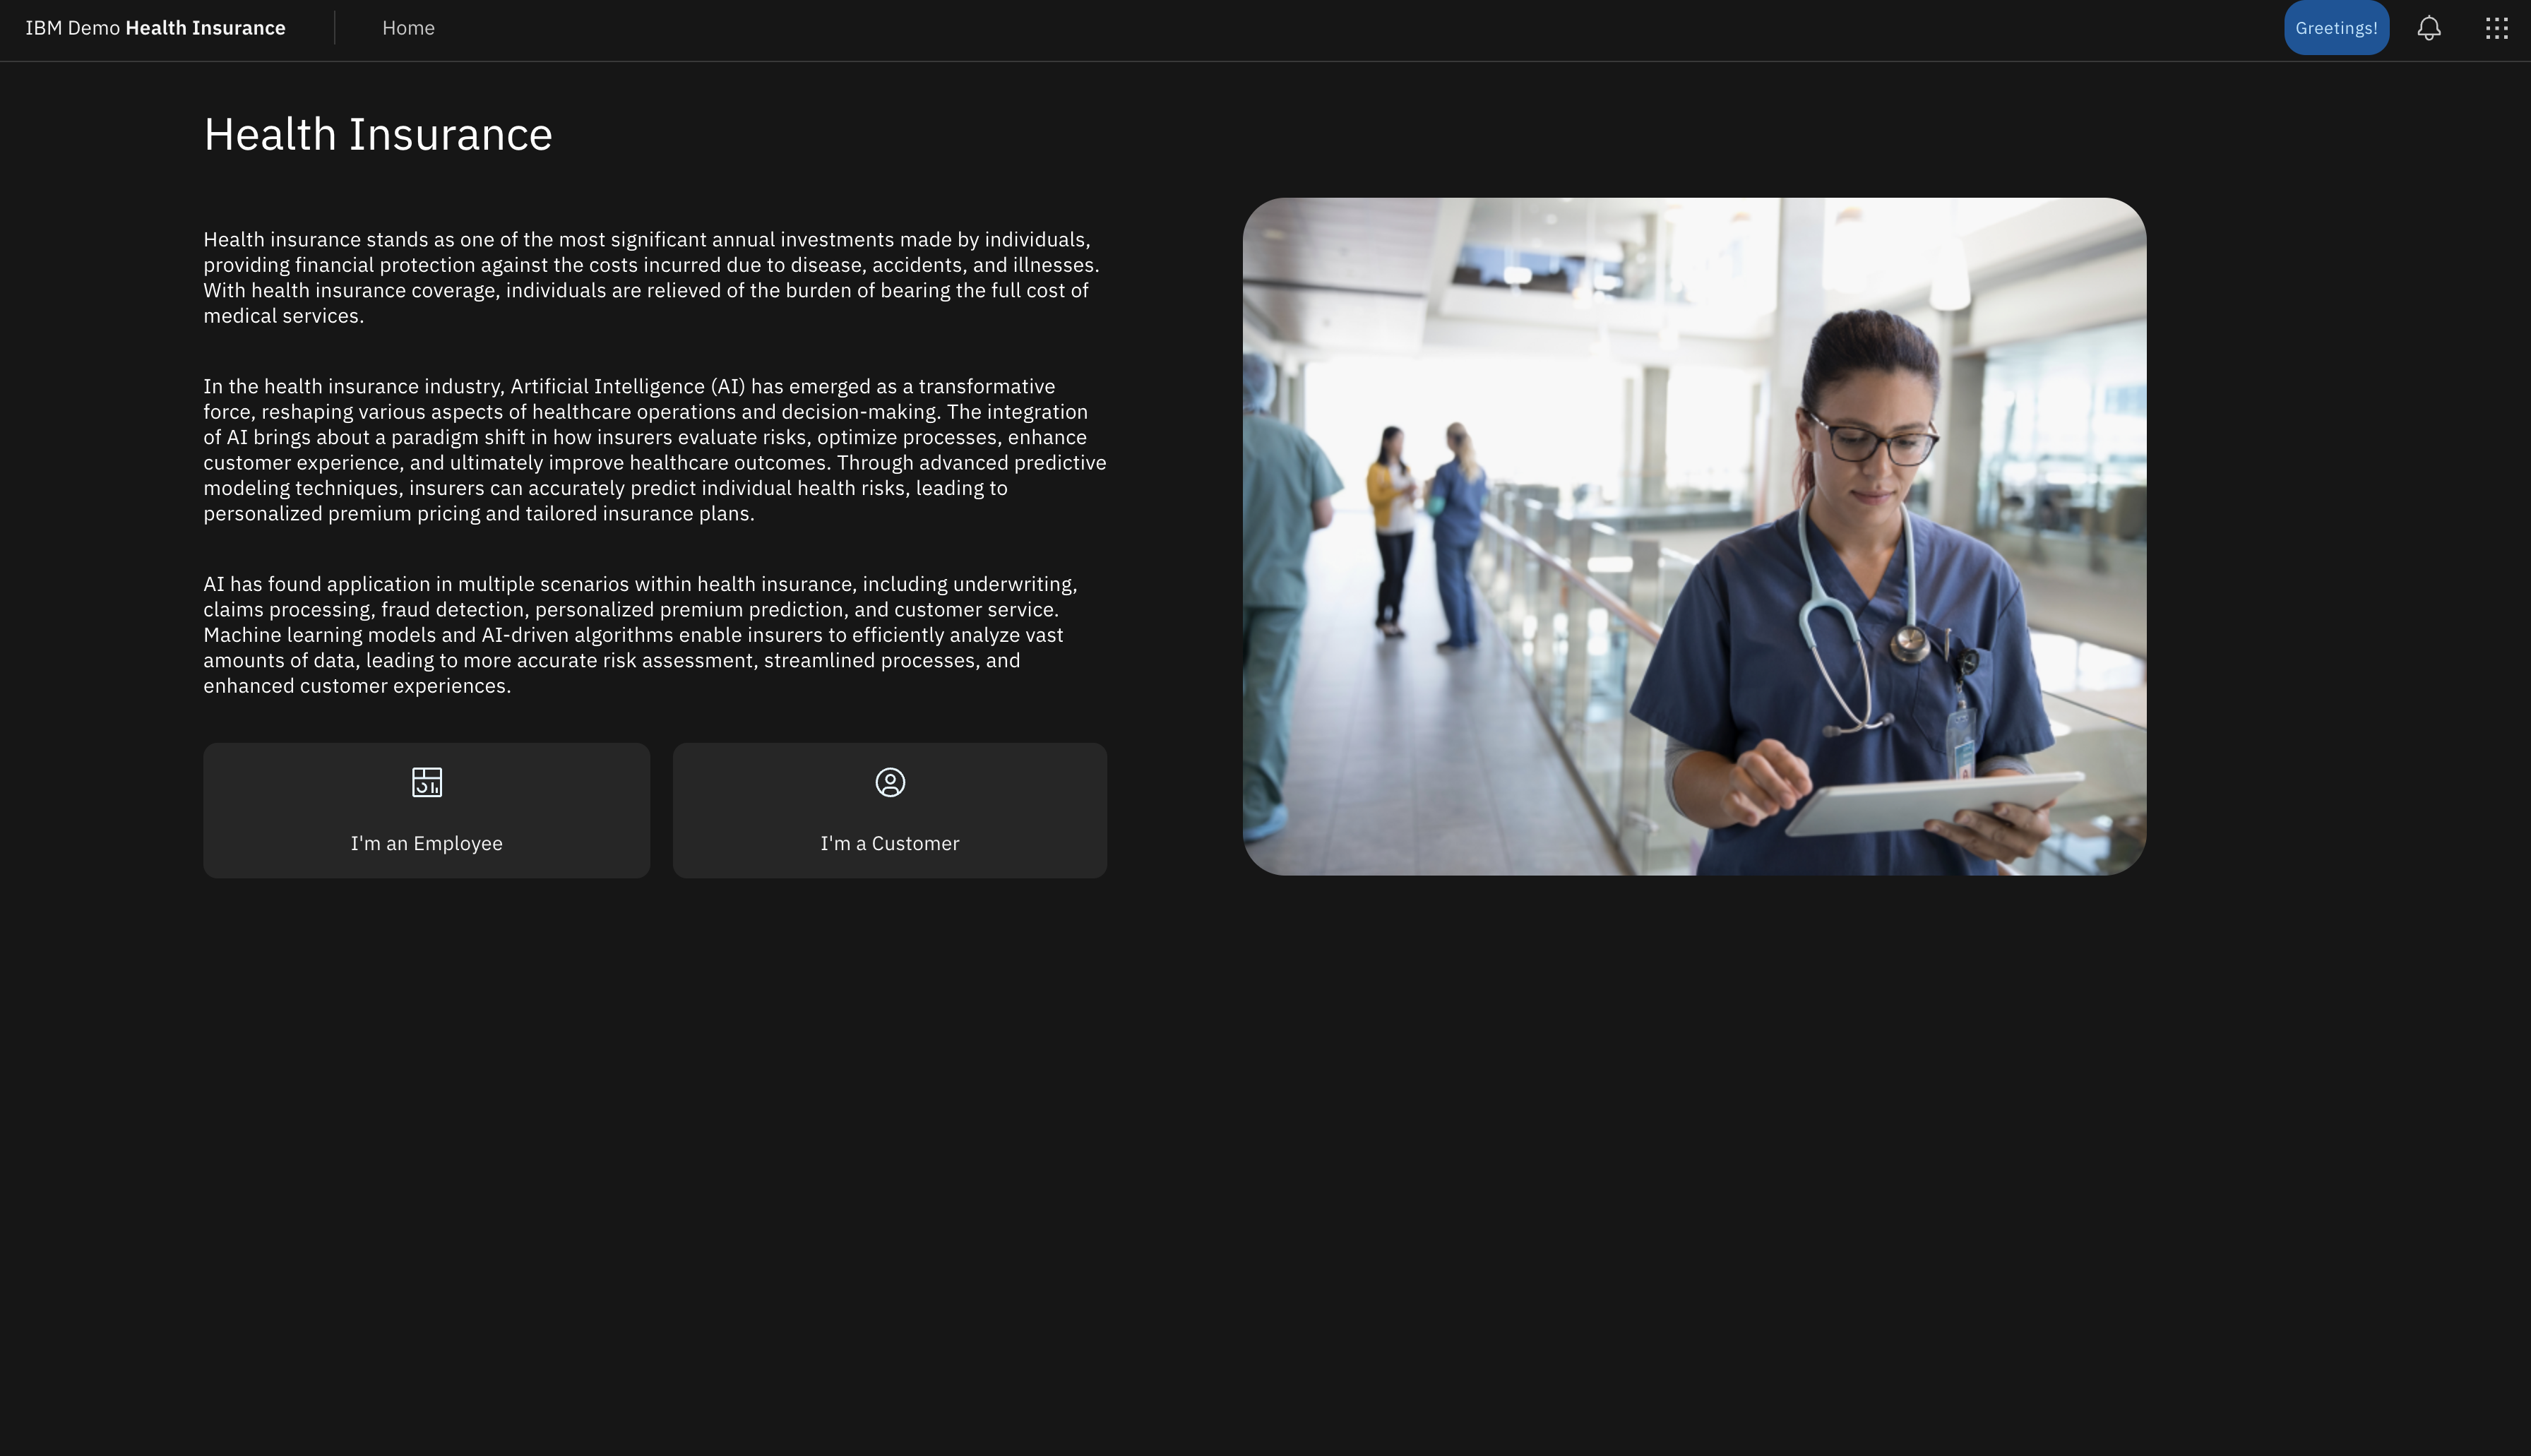 IBM Demo Health Insurance
Home
Greetings!
Health Insurance
Health insurance stands as one of the most significant annual investments made by individuals,
providing financial protection against the costs incurred due to disease, accidents, and illnesses.
With health insurance coverage, individuals are relieved of the burden of bearing the full cost of
medical services.
In the health insurance industry, Artificial Intelligence (AI) has emerged as a transformative
force, reshaping various aspects of healthcare operations and decision-making. The integration
of AI brings about a paradigm shift in how insurers evaluate risks, optimize processes, enhance
customer experience, and ultimately improve healthcare outcomes. Through advanced predictive
modeling techniques, insurers can accurately predict individual health risks, leading to
personalized premium pricing and tailored insurance plans.
AI has found application in multiple scenarios within health insurance, including underwriting,
claims processing, fraud detection, personalized premium prediction, and customer service.
Machine learning models and AI-driven algorithms enable insurers to efficiently analyze vast
amounts of data, leading to more accurate risk assessment, streamlined processes, and
enhanced customer experiences.
I'm an Employee
I'm a Customer